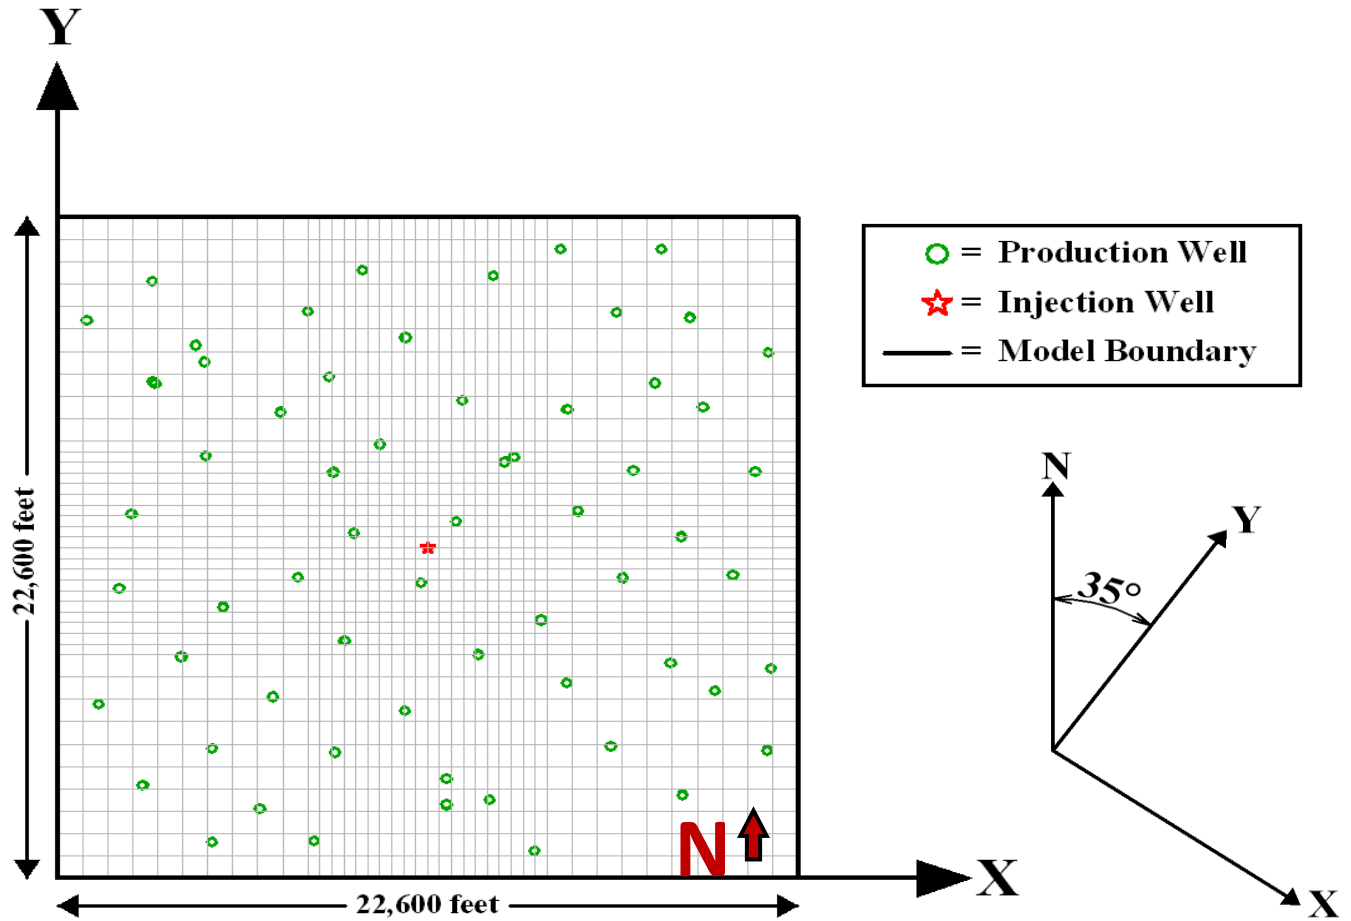 Y
= Production Well
= Injection Well
= Model Boundary
N
Y
35°
22,600 feet
N
X
X
22,600 feet